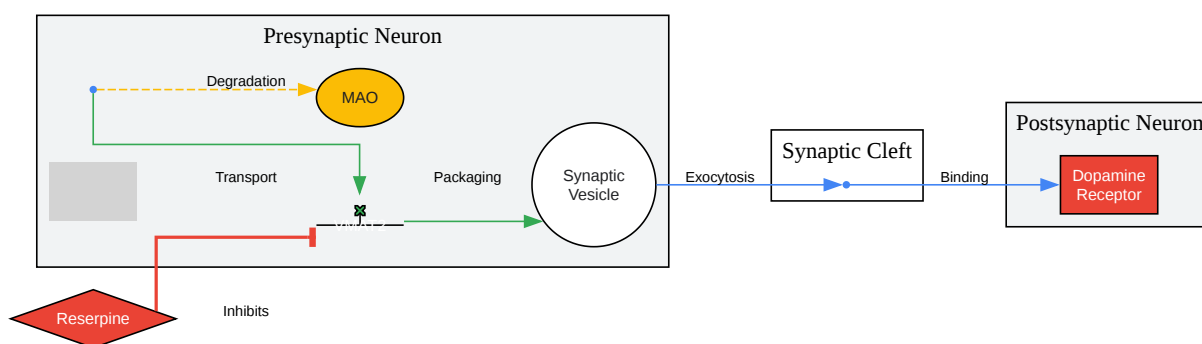 Presynaptic Neuron
Degradation
MAO
Transport
Packaging
Synaptic
Vesicle
Exocytosis
Synaptic Cleft
Binding
Postsynaptic Neuron
Dopamine
Receptor
Reserpine
Inhibits